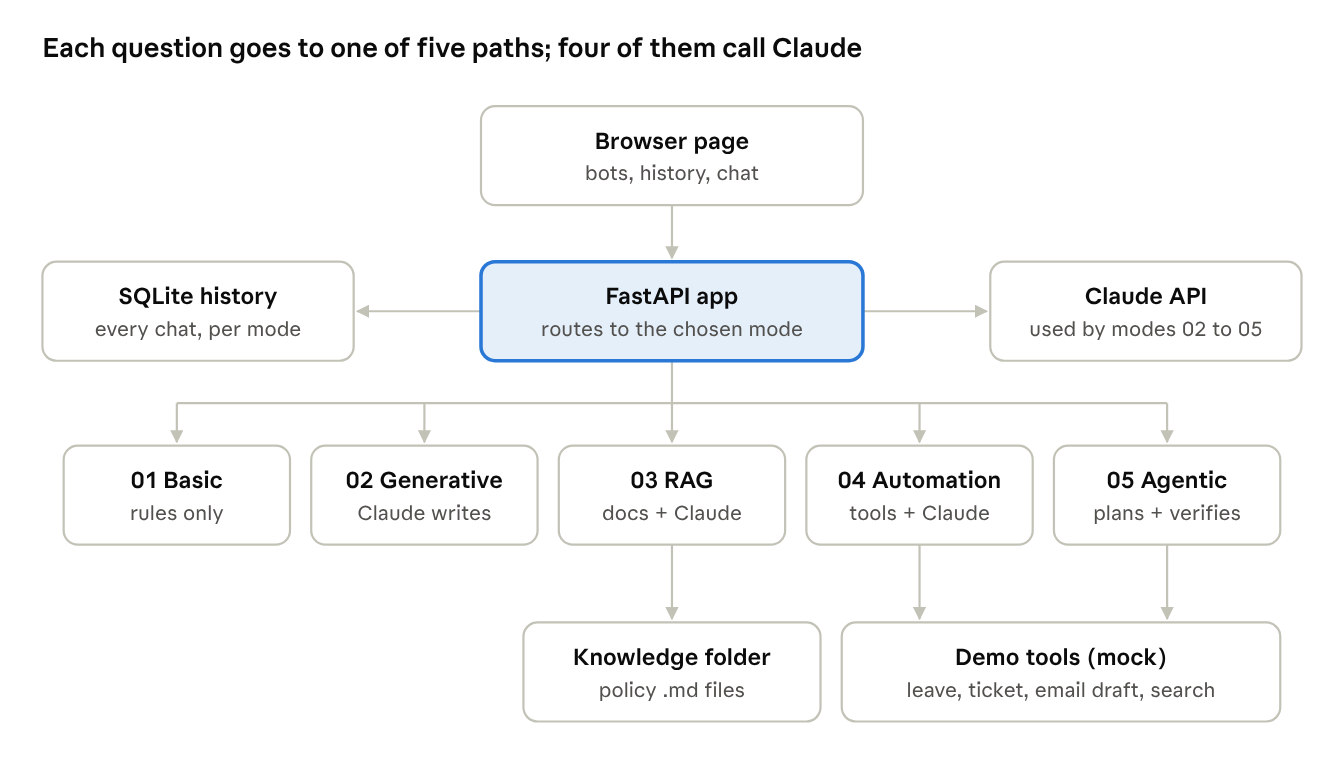 Each question goes to one of five paths; four of them call Claude
Browser page
bots, history, chat
SQLite history
every chat, per mode
FastAPI app
routes to the chosen mode
Claude API
used by modes 02 to 05
01 Basic
rules only
02 Generative
Claude writes
03 RAG
docs + Claude
04 Automation
tools + Claude
05 Agentic
plans + verifies
Knowledge folder
policy .md files
Demo tools (mock)
leave, ticket, email draft, search